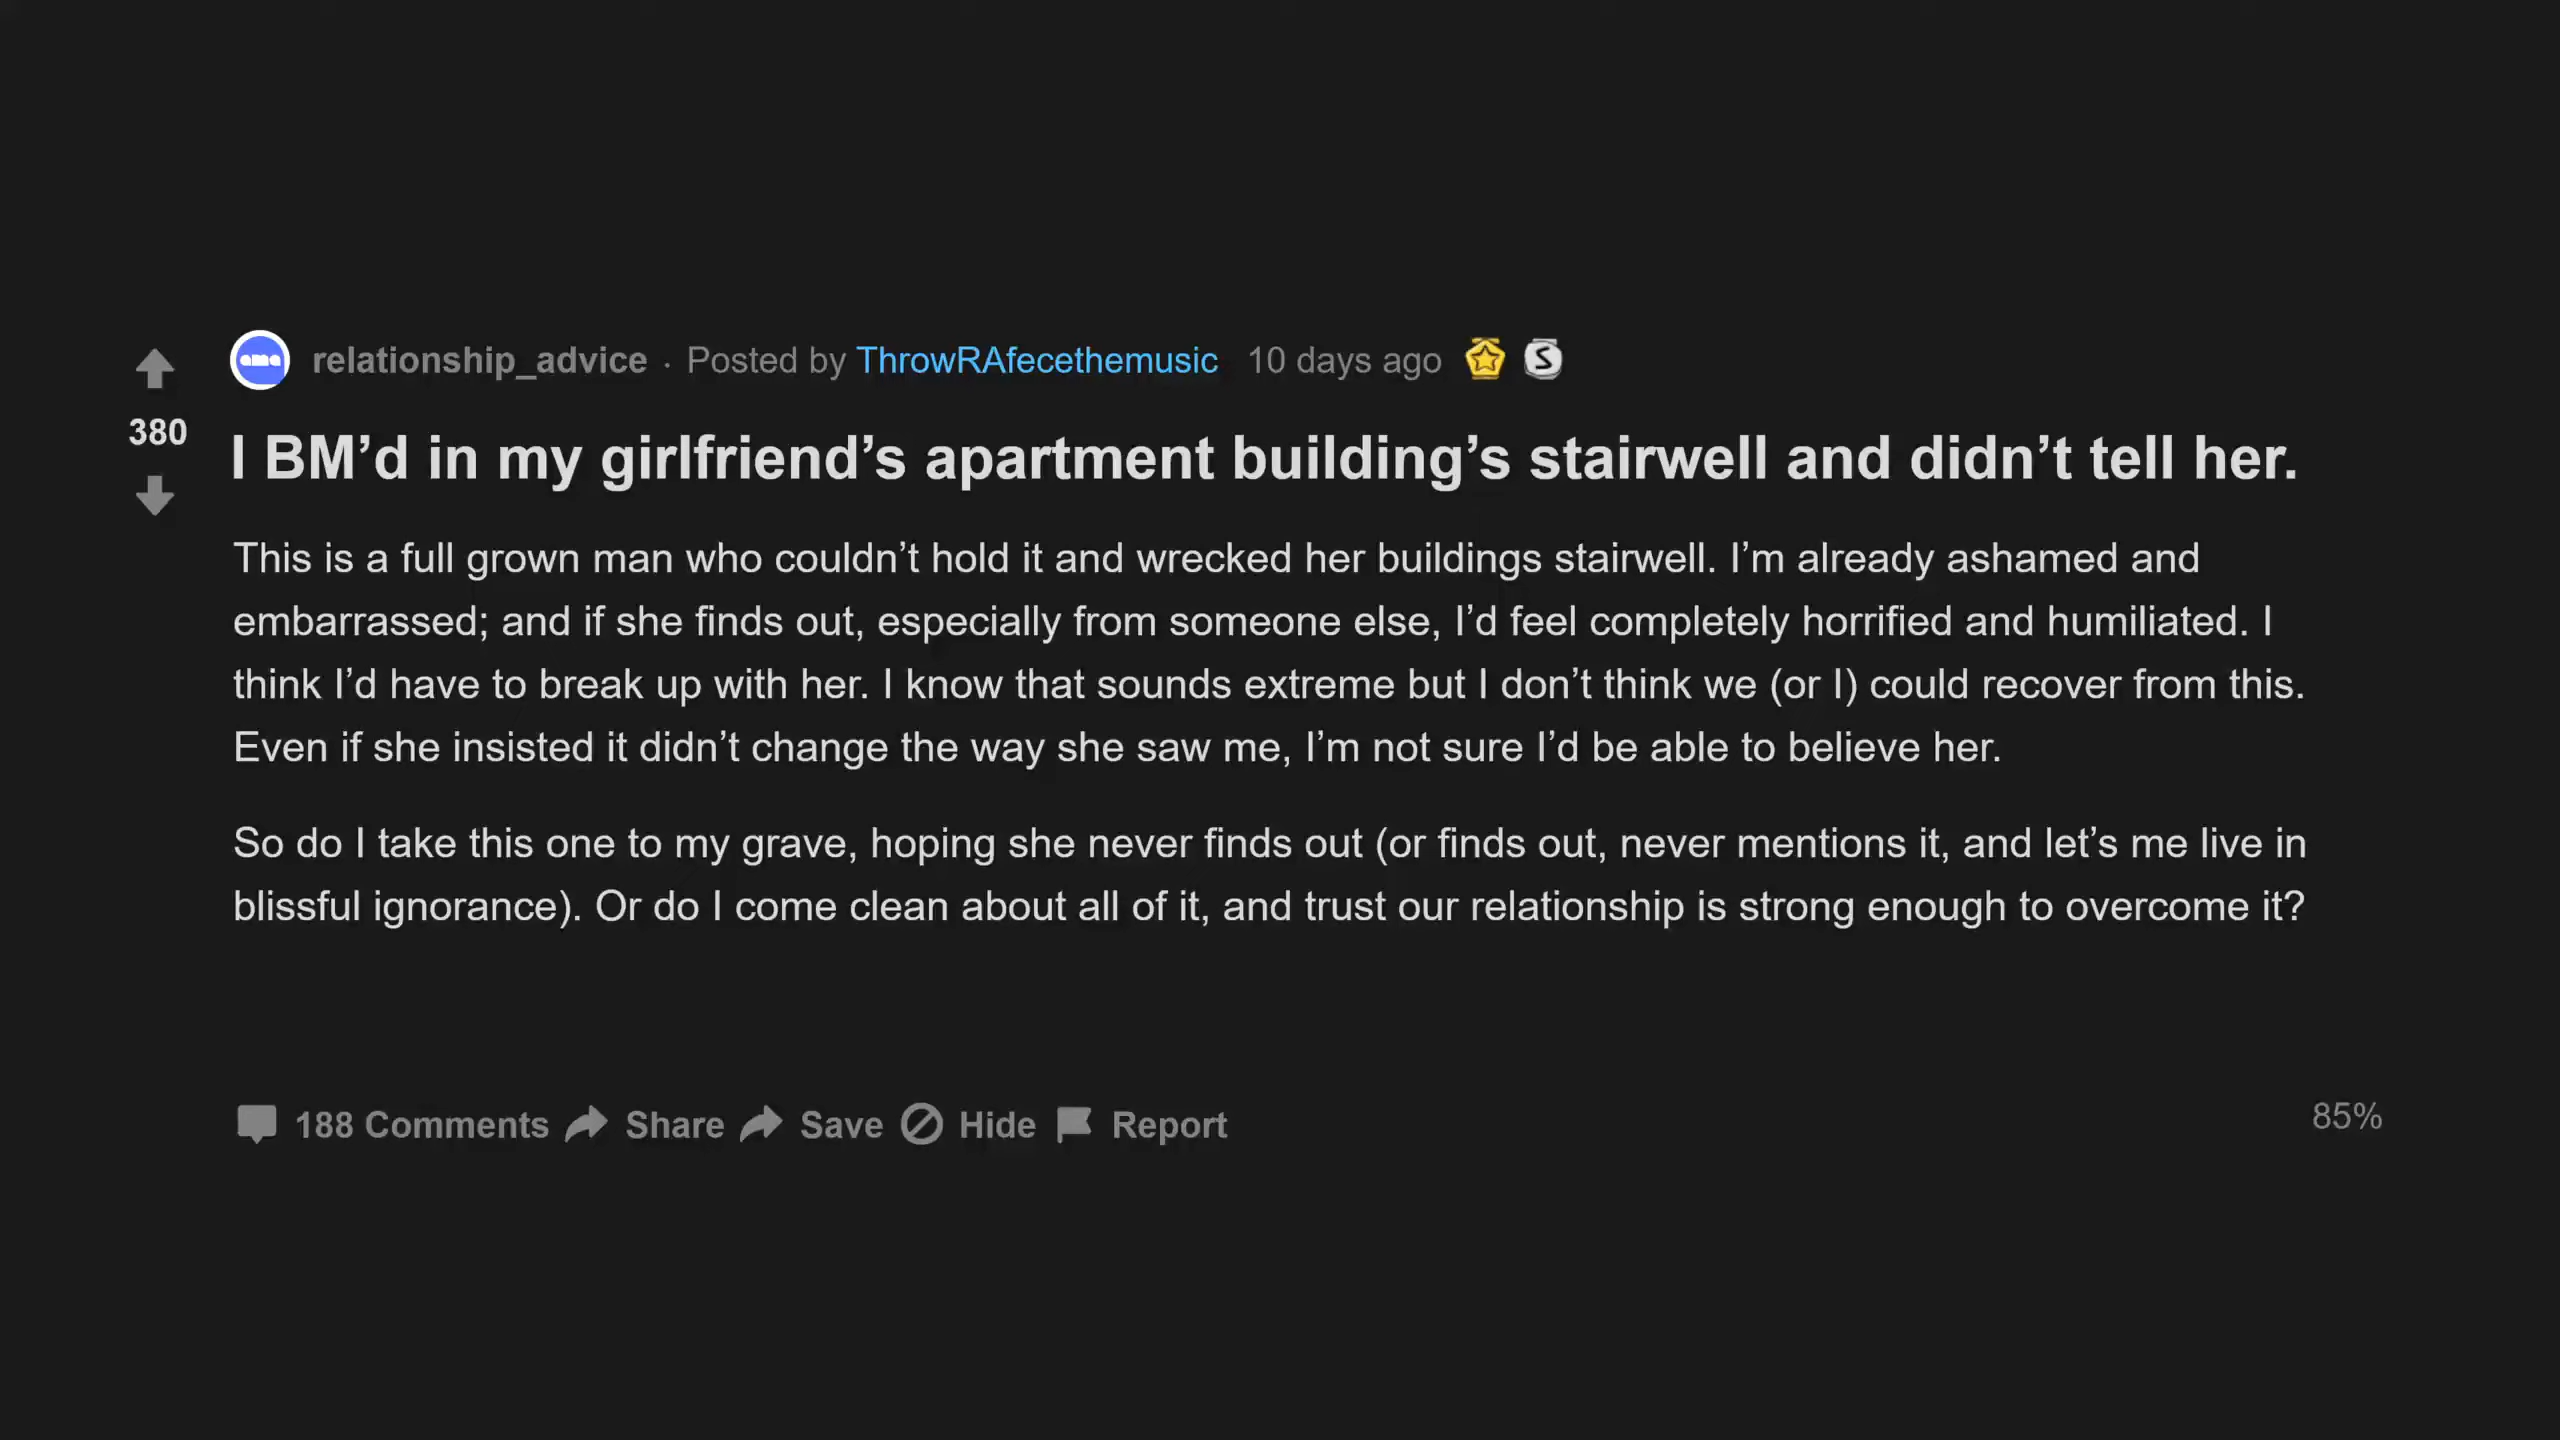 relationship_advice · Posted by ThrowRAfecethemusic 10 days ago
380
I BM’d in my girlfriend’s apartment building’s stairwell and didn’t tell her.
This is a full grown man who couldn’t hold it and wrecked her buildings stairwell. I’m already ashamed and
embarrassed; and if she finds out, especially from someone else, I’d feel completely horrified and humiliated. I
think I’d have to break up with her. I know that sounds extreme but I don’t think we (or I) could recover from this.
Even if she insisted it didn’t change the way she saw me, I’m not sure I’d be able to believe her.
So do I take this one to my grave, hoping she never finds out (or finds out, never mentions it, and let’s me live in
blissful ignorance). Or do I come clean about all of it, and trust our relationship is strong enough to overcome it?
188 Comments Share Save Hide Report
85%